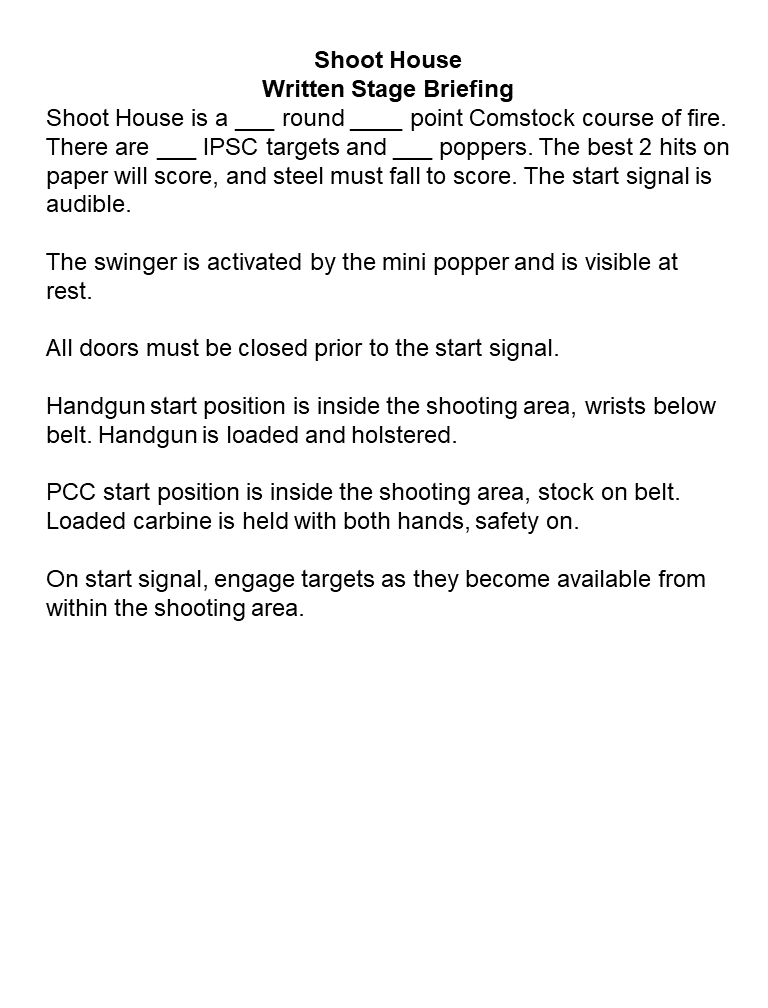 Shoot House
Written Stage Briefing
Shoot House is a ___ round ____ point Comstock course of fire.
There are ___ IPSC targets and ___ poppers. The best 2 hits on
paper will score, and steel must fall to score. The start signal is
audible.
The swinger is activated by the mini popper and is visible at
rest.
All doors must be closed prior to the start signal.
Handgun start position is inside the shooting area, wrists below
belt. Handgun is loaded and holstered.
PCC start position is inside the shooting area, stock on belt.
Loaded carbine is held with both hands, safety on.
On start signal, engage targets as they become available from
within the shooting area.